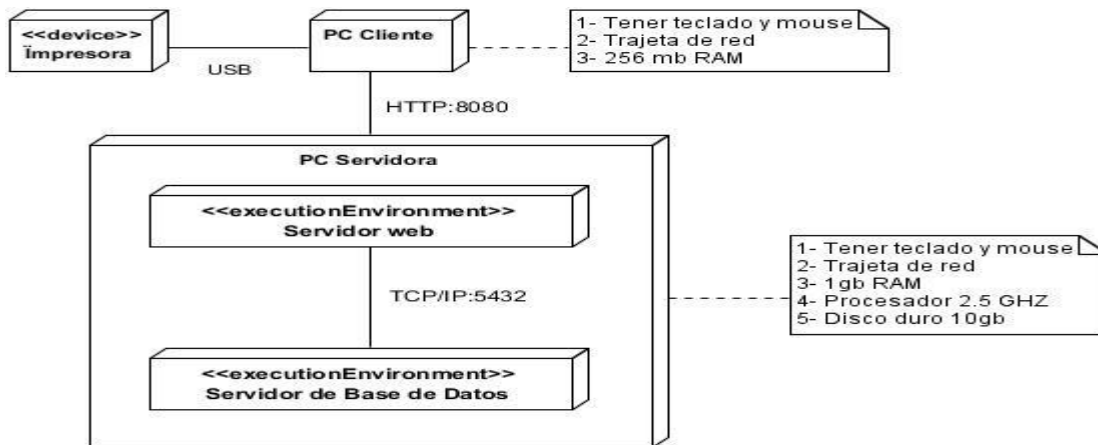 <<device>>
Ïmpresora
USB
PC Cliente
1- Tener teclado y mouse
2- Trajeta de red
3- 256 mb RAM
HTTP:8080
PC Servidora
<<executionEnvironment>>
Servidor web
TCP/IP:5432
<<executionEnvironment>>
Servidor de Base de Datos
1- Tener teclado y mouse
2- Trajeta de red
3- 1gb RAM
4- Procesador 2.5 GHZ
5- Disco duro 10gb